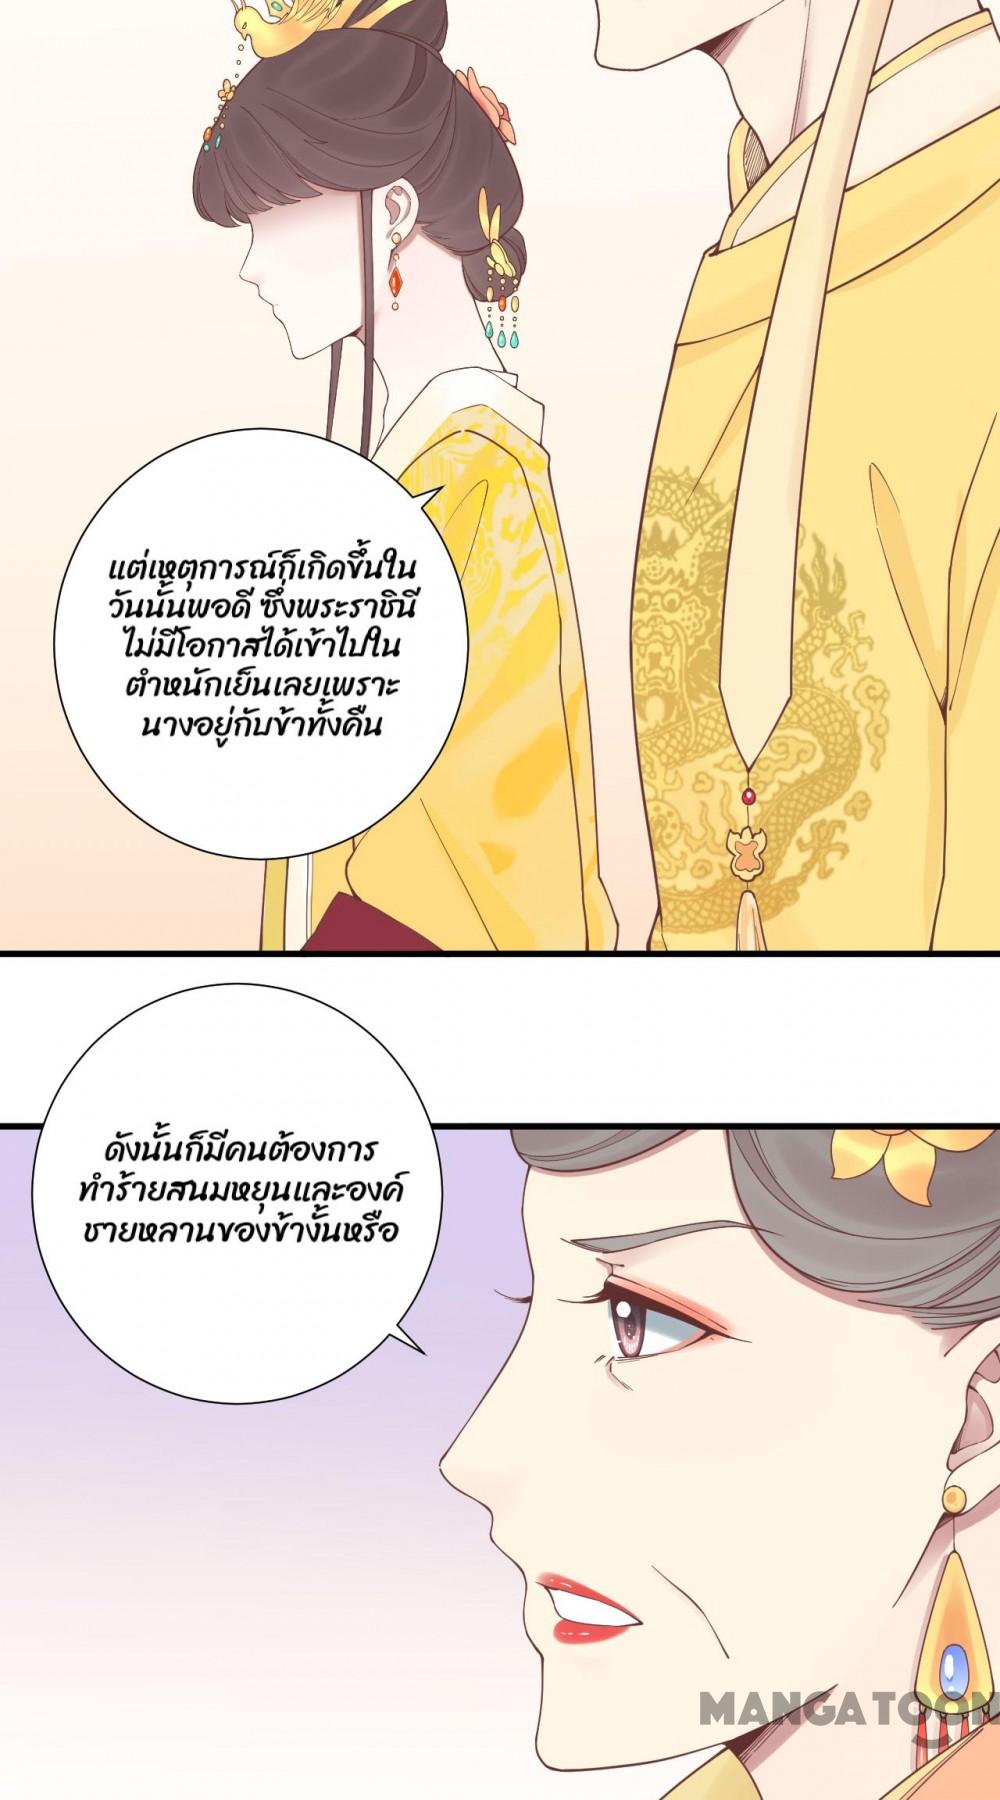 แต่เหตุการณ์ก็เกิดขึ้นใน
วันนั้นพอดี ซึ่งพระราชินี
ไม่มีโอกาสได้เข้าไปใน
ตำหนักเย็นเลยเพราะ
นางอยู่กับข้าทั้งคืน
ดังนั้นก็มีคนต้องการ
ทำร้ายสนมหยุนและองค์
ชายหลานของข้างั้นหรือ
MANGATOON